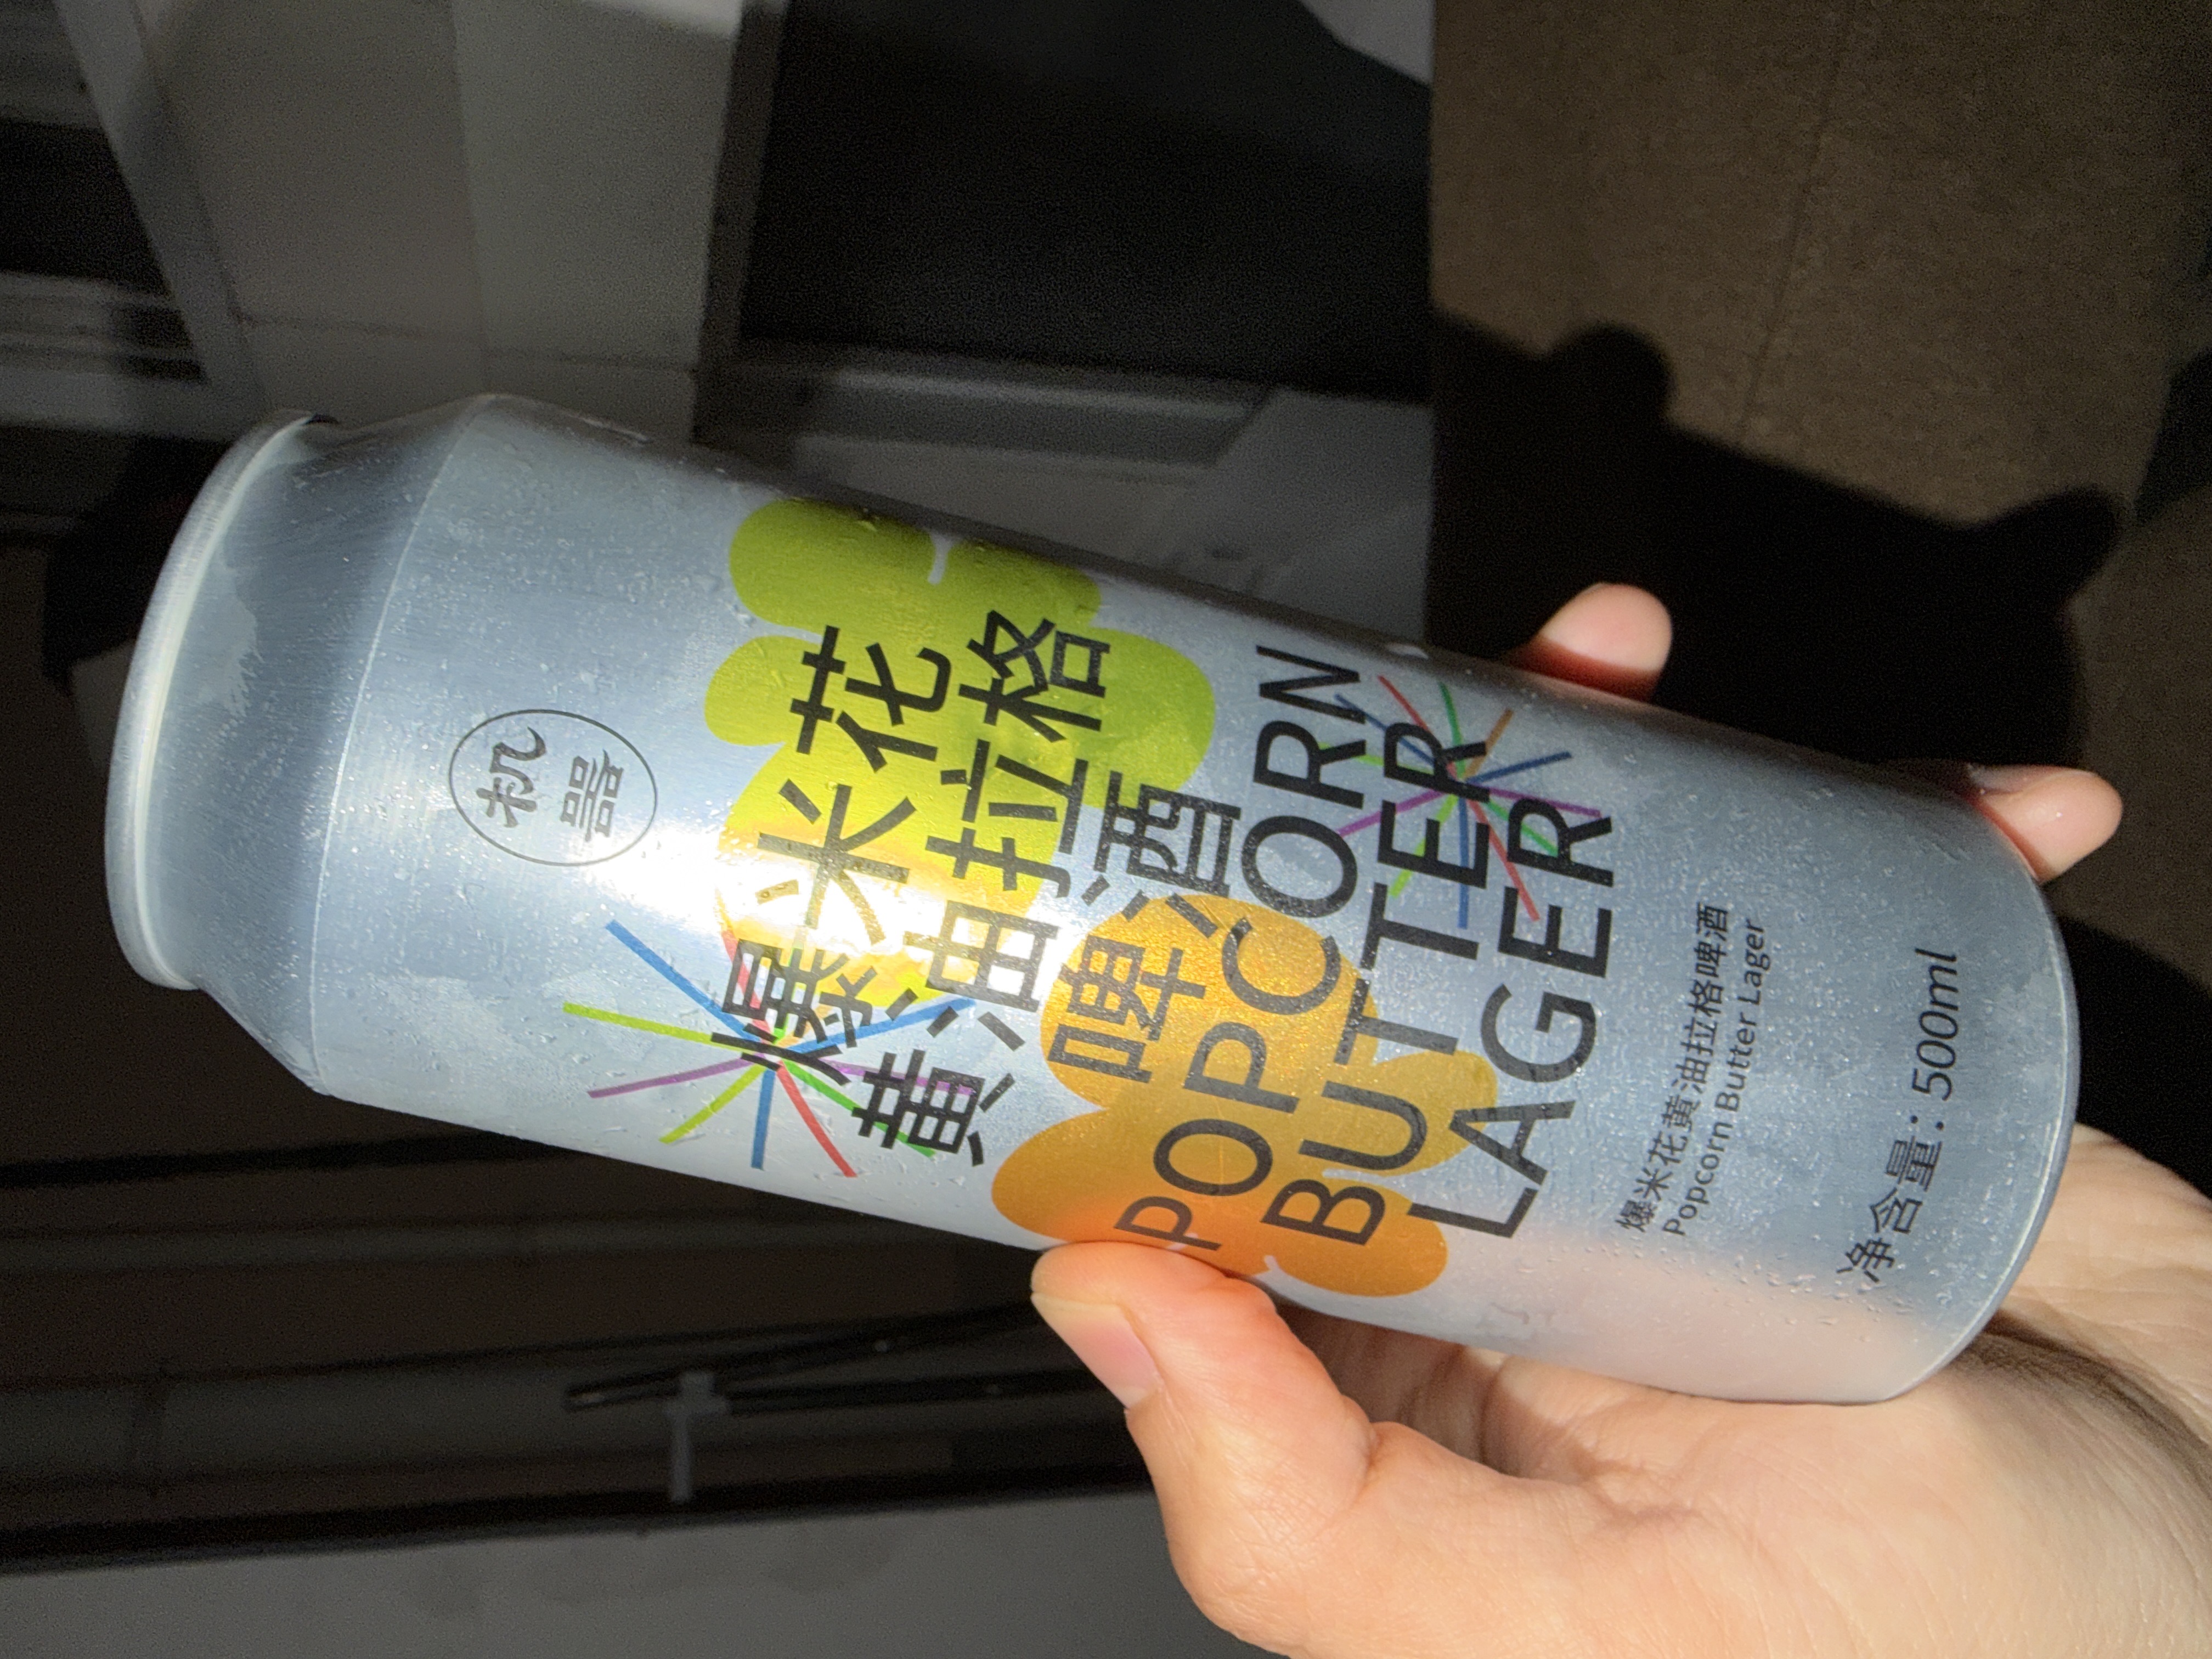 机器
爆米花
黄油拉格
啤酒
POPCORN
BUTTER
LAGER
爆米花黄油拉格啤酒
Popcorn Butter Lager
净含量：500ml